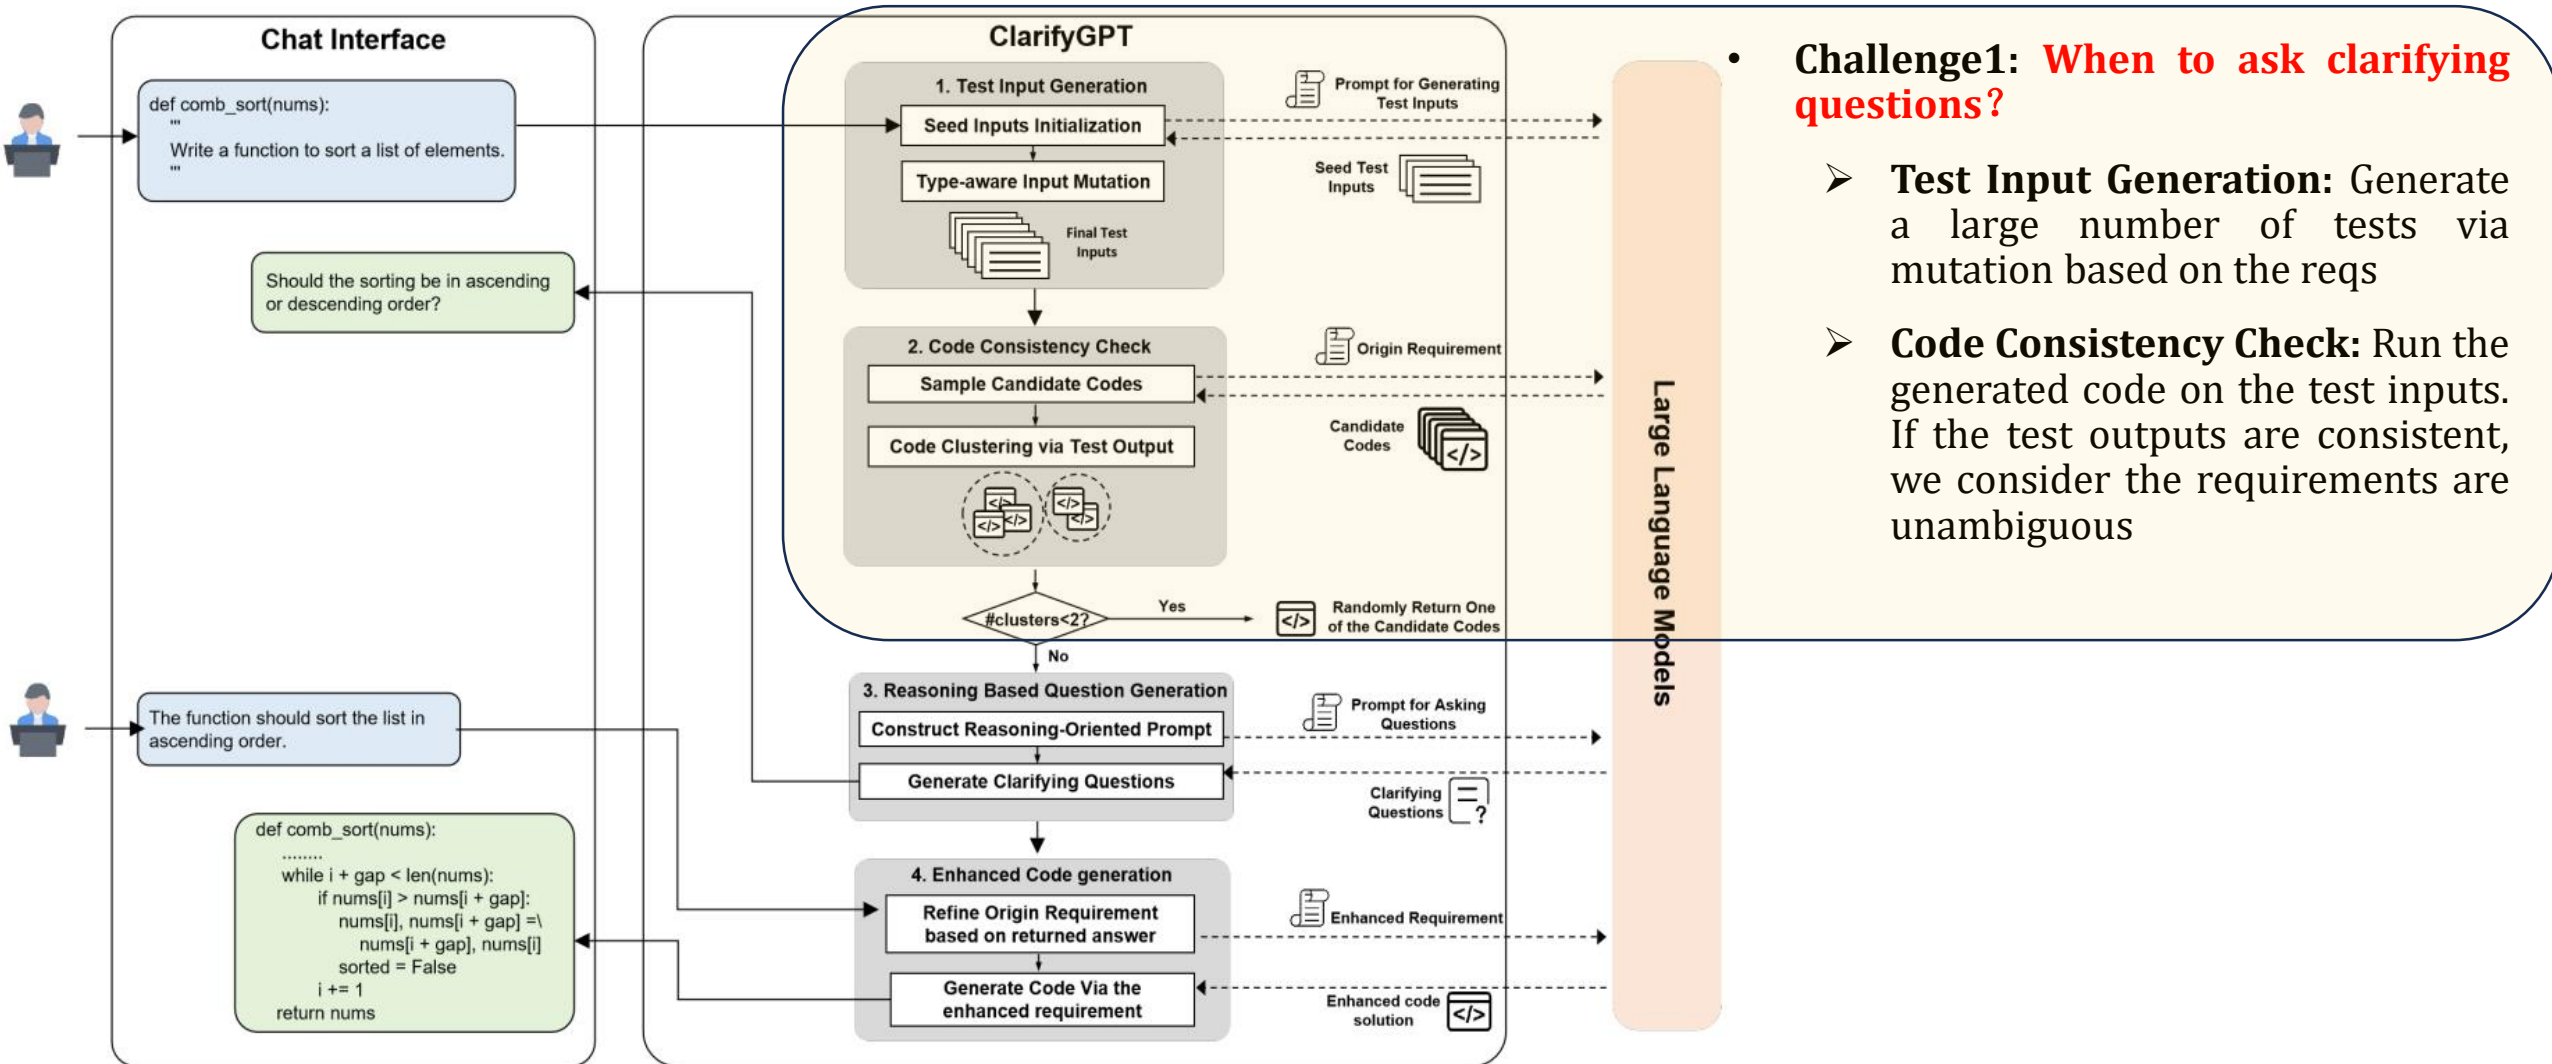 Chat Interface
def comb_sort(nums):
'''
Write a function to sort a list of elements.
'''
Should the sorting be in ascending
or descending order?
The function should sort the list in
ascending order.
def comb_sort(nums):
........
while i + gap < len(nums):
if nums[i] > nums[i + gap]:
nums[i], nums[i + gap] =\
nums[i + gap], nums[i]
sorted = False
i += 1
return nums
ClarifyGPT
1. Test Input Generation
Seed Inputs Initialization
Type-aware Input Mutation
Final Test
Inputs
Prompt for Generating
Test Inputs
Seed Test
Inputs
2. Code Consistency Check
Sample Candidate Codes
Code Clustering via Test Output
</>
</>
</>
</>
</>
Origin Requirement
Candidate
Codes
</>
#clusters<2?
Yes
</>
Randomly Return One
of the Candidate Codes
No
3. Reasoning Based Question Generation
Construct Reasoning-Oriented Prompt
Generate Clarifying Questions
Prompt for Asking
Questions
Clarifying
Questions
?
4. Enhanced Code generation
Refine Origin Requirement
based on returned answer
Generate Code Via the
enhanced requirement
Enhanced Requirement
Enhanced code
solution
</>
Large Language Models
• Challenge1: When to ask clarifying
questions?
➢ Test Input Generation: Generate
a large number of tests via
mutation based on the reqs
➢ Code Consistency Check: Run the
generated code on the test inputs.
If the test outputs are consistent,
we consider the requirements are
unambiguous